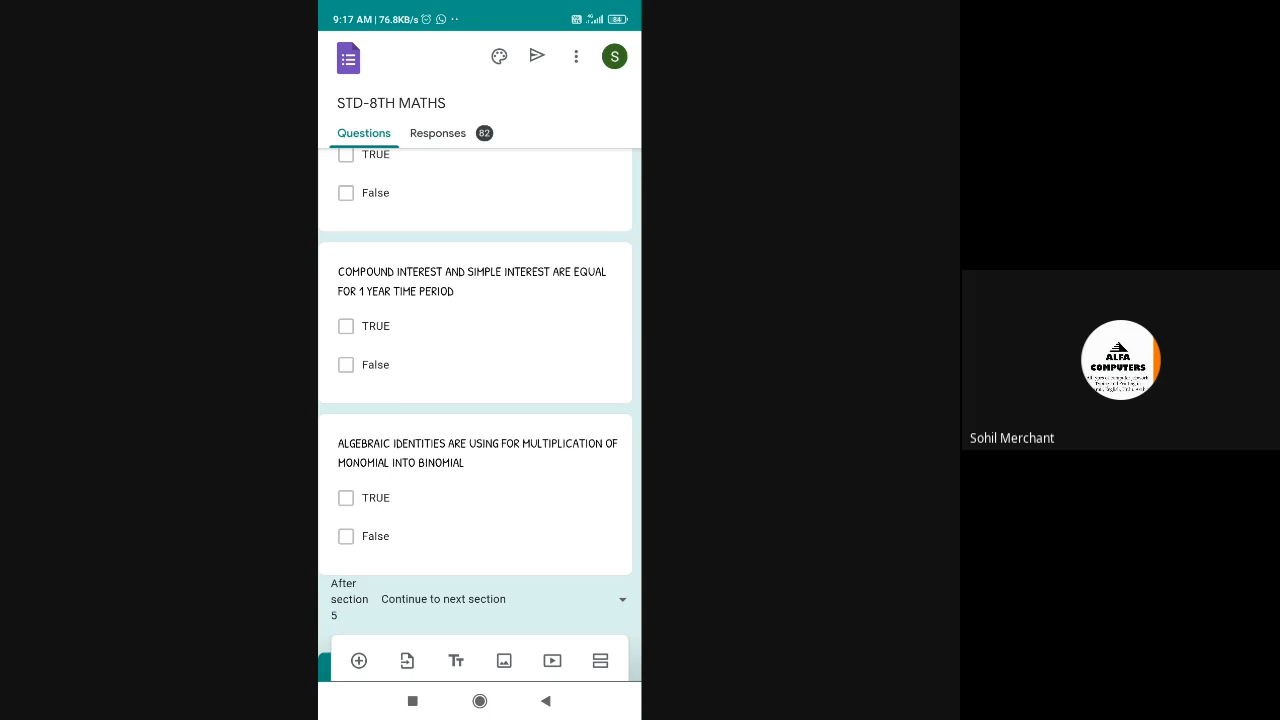 9:17 AM | 76.8KB/s
84
S
STD-8TH MATHS
Questions Responses 82
TRUE
False
COMPOUND INTEREST AND SIMPLE INTEREST ARE EQUAL
FOR 1 YEAR TIME PERIOD
TRUE
False
ALGEBRAIC IDENTITIES ARE USING FOR MULTIPLICATION OF
MONOMIAL INTO BINOMIAL
TRUE
False
After
section
5
Continue to next section
TT
ALFA
COMPUTERS
Sohil Merchant